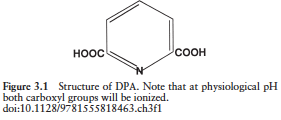 HOOC
COOH
N
Figure 3.1 Structure of DPA. Note that at physiological pH
both carboxyl groups will be ionized.
doi:10.1128/9781555818463.ch3f1